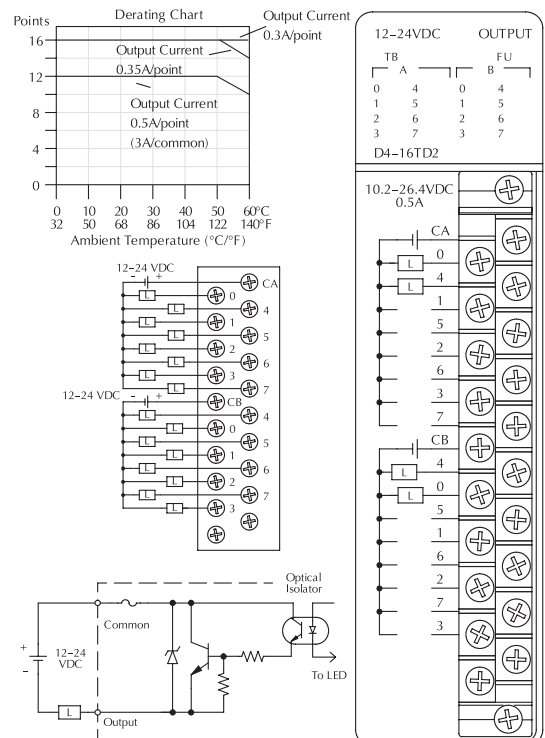 Derating Chart
Points
16
12
8
4
0
Output Current
0.3A/point
Output Current
0.35A/point
Output Current
0.5A/point
(3A/common)
0 10 20 30 40 50 60°C
32 50 68 86 104 122 140°F
Ambient Temperature (°C/°F)
12–24 VDC
- +
CA
L 0
L 4
L 1
L 5
L 2
L 6
L 3
L 7
12–24 VDC
- +
CB
L 4
L 0
L 5
L 1
L 6
L 2
L 7
L 3
Optical
Isolator
Common
+
12–24
VDC
-
To LED
L
Output
12–24VDC OUTPUT
TB FU
A B
0 4 0 4
1 5 1 5
2 6 2 6
3 7 3 7
D4–16TD2
10.2–26.4VDC
0.5A
CA
L 0
L 4
1
5
2
6
3
7
CB
L 4
L 0
5
1
6
2
7
3